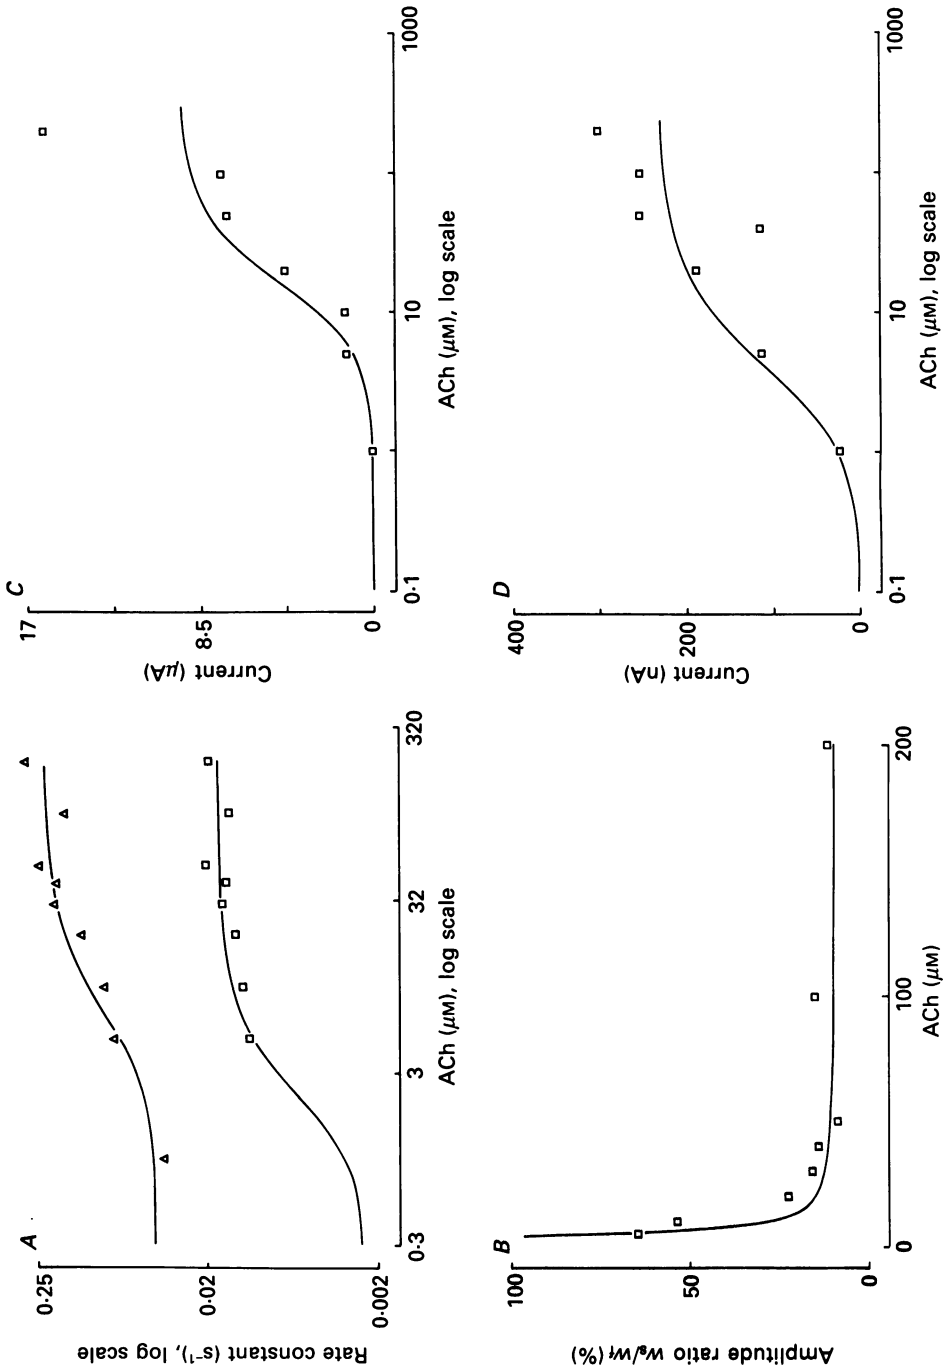 A
0·25
0·02
0·002
Rate constant (s⁻¹), log scale
0·3
3
32
320
ACh (μM), log scale
C
17
8·5
0
Current (μA)
0·1
10
1000
ACh (μM), log scale
B
100
50
0
Amplitude ratio wₛ/w_f (%)
0
100
200
ACh (μM)
D
400
200
0
Current (nA)
0·1
10
1000
ACh (μM), log scale